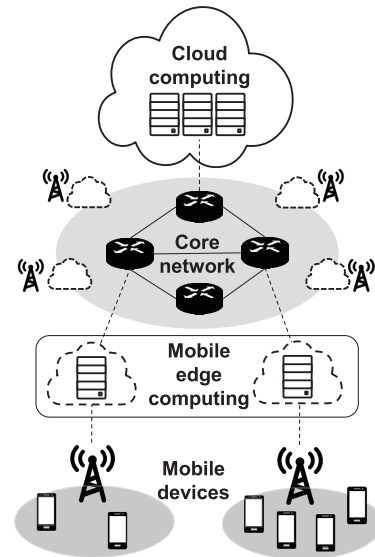 Cloud
computing
Core
network
Mobile
edge
computing
Mobile
devices